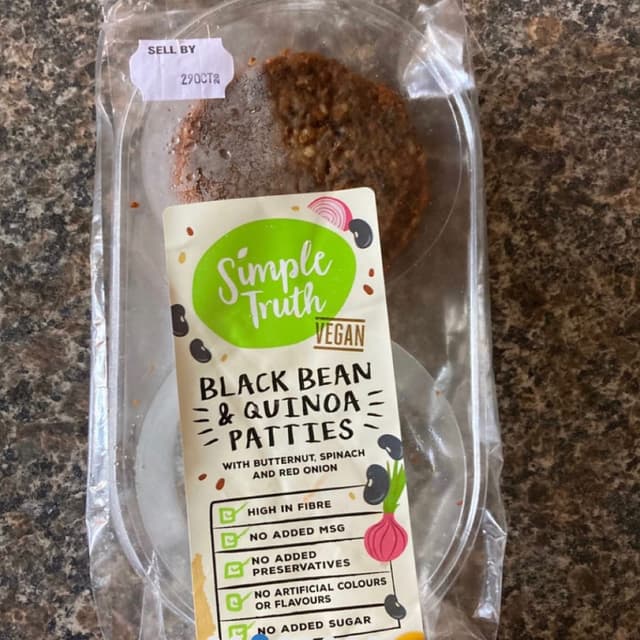 SELL BY
29OCT
Simple
Truth
VEGAN
BLACK BEAN
& QUINOA
PATTIES
WITH BUTTERNUT, SPINACH
AND RED ONION
HIGH IN FIBRE
NO ADDED MSG
NO ADDED
PRESERVATIVES
NO ARTIFICIAL COLOURS
OR FLAVOURS
NO ADDED SUGAR